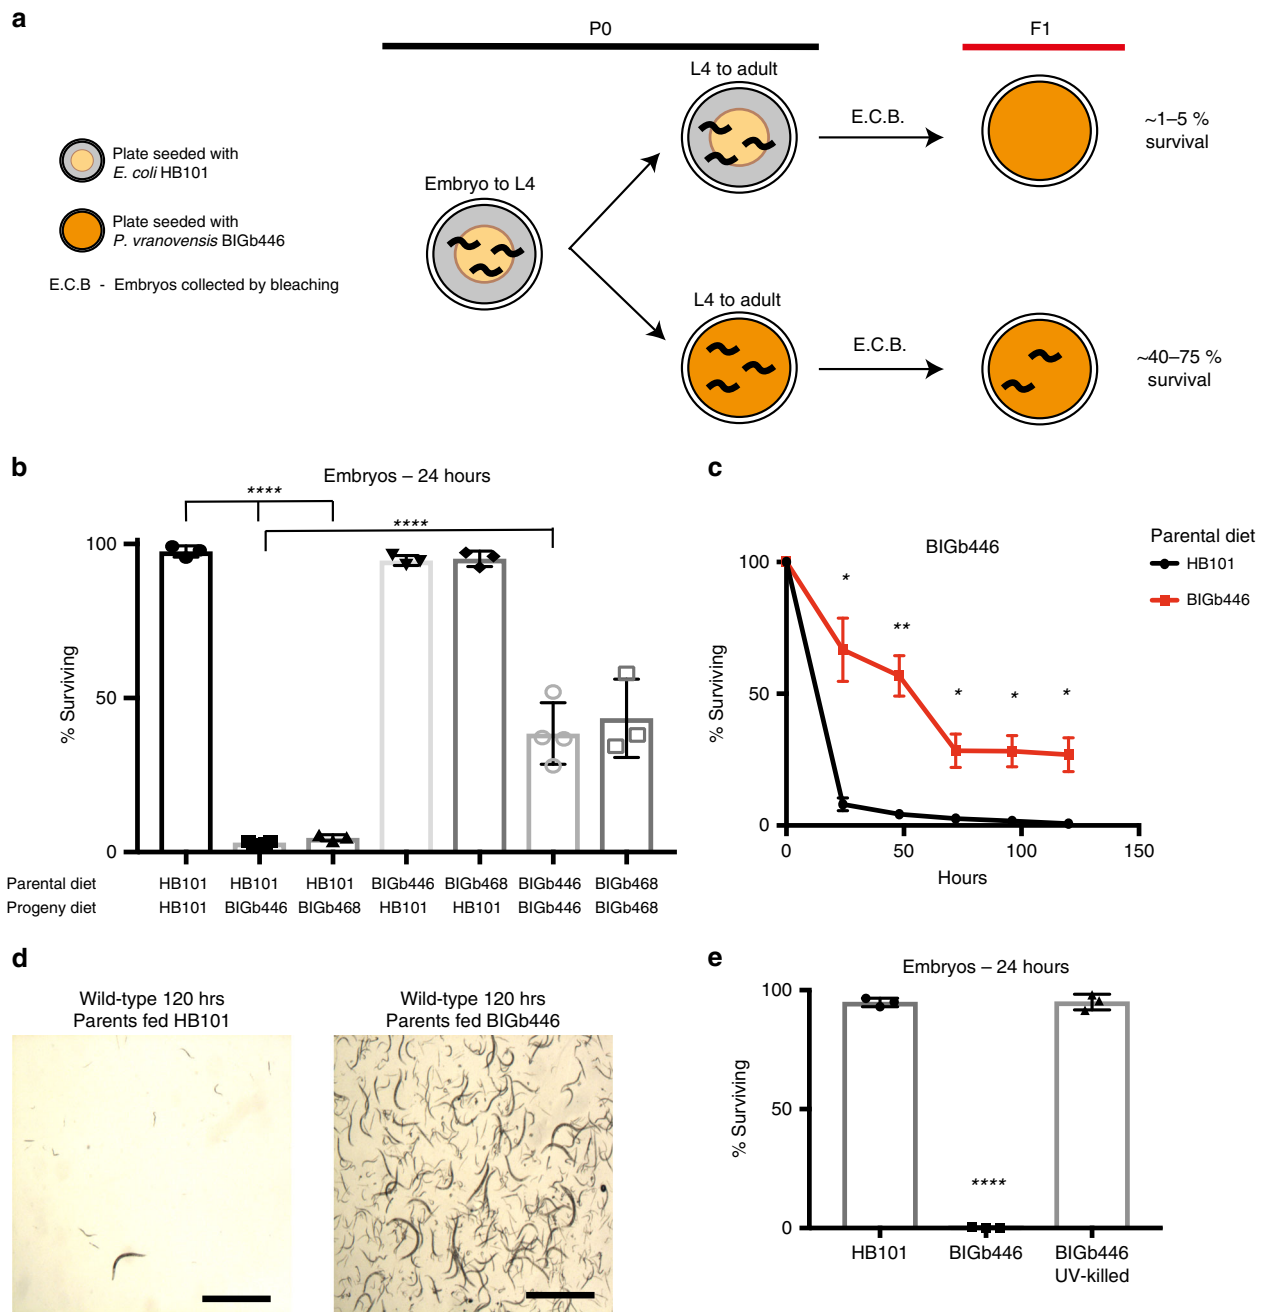 a
P0
F1
L4 to adult
E.C.B.
~1–5 %
survival
Plate seeded with
E. coli HB101
Embryo to L4
Plate seeded with
P. vranovensis BIGb446
E.C.B - Embryos collected by bleaching
L4 to adult
E.C.B.
~40–75 %
survival
b
Embryos – 24 hours
****
****
% Surviving
100
50
0
Parental diet HB101 HB101 HB101 BIGb446 BIGb468 BIGb446 BIGb468
Progeny diet HB101 BIGb446 BIGb468 HB101 HB101 BIGb446 BIGb468
c
BIGb446
Parental diet
HB101
BIGb446
% Surviving
100
50
0
* ** * * *
0 50 100 150
Hours
d
Wild-type 120 hrs
Parents fed HB101
Wild-type 120 hrs
Parents fed BIGb446
e
Embryos – 24 hours
% Surviving
100
50
0
****
HB101 BIGb446 BIGb446
UV-killed